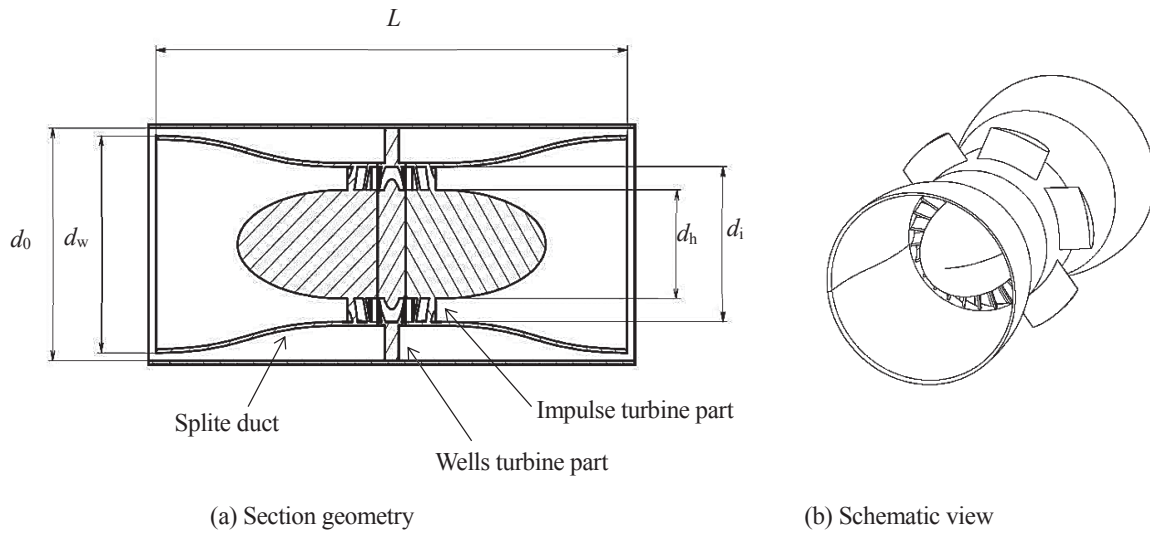 L
d0
dw
dh
di
Splite duct
Impulse turbine part
Wells turbine part
(a) Section geometry
(b) Schematic view